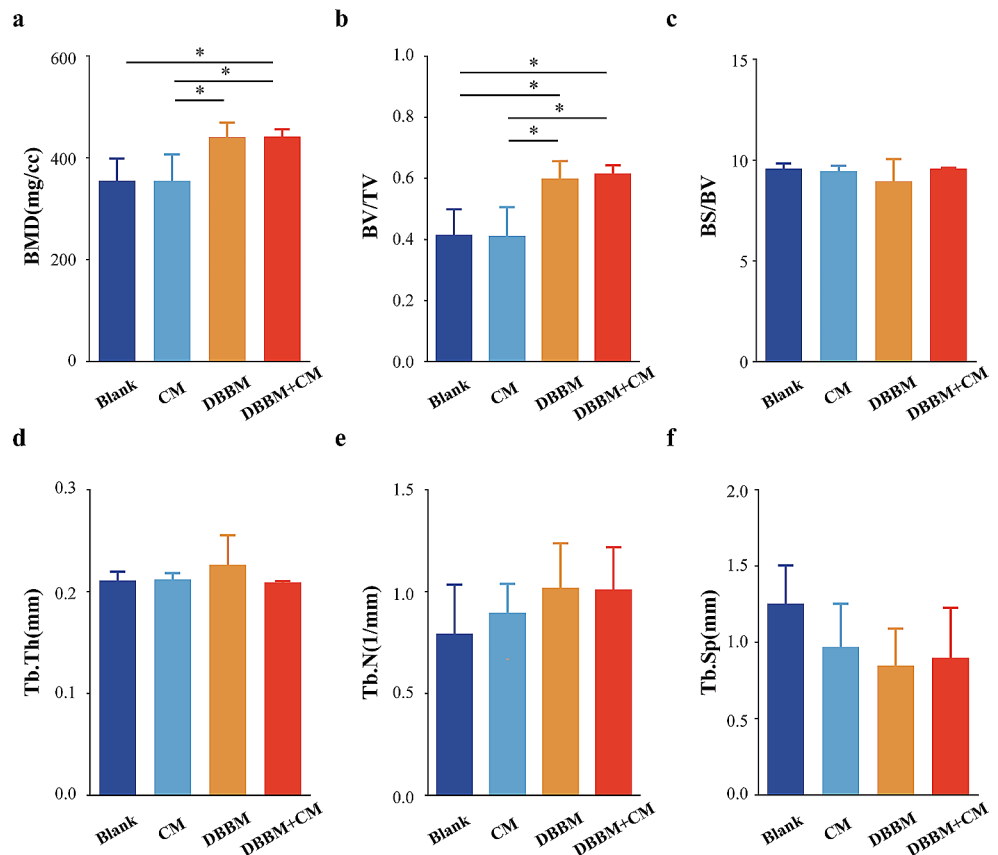 a
BMD(mg/cc)
600
400
200
0
*
*
*
Blank
CM
DBBM
DBBM+CM
b
BV/TV
1.0
0.8
0.6
0.4
0.2
0.0
*
*
*
*
Blank
CM
DBBM
DBBM+CM
c
BS/BV
15
10
5
0
Blank
CM
DBBM
DBBM+CM
d
Tb.Th(mm)
0.3
0.2
0.1
0.0
Blank
CM
DBBM
DBBM+CM
e
Tb.N(1/mm)
1.5
1.0
0.5
0.0
Blank
CM
DBBM
DBBM+CM
f
Tb.Sp(mm)
2.0
1.5
1.0
0.5
0.0
Blank
CM
DBBM
DBBM+CM